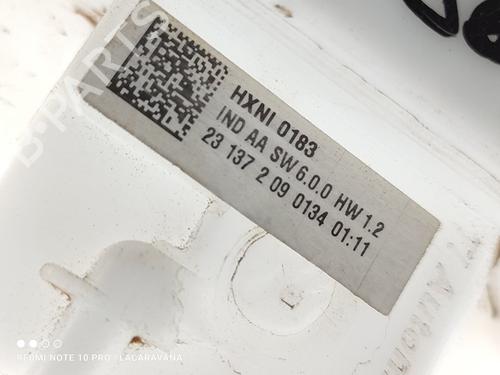 HXNI 0183
IND AA SW 6.0.0 HW 1.2
23 137 2 09 0134 01:11
B-PARTS
REDMI NOTE 10 PRO | LACARAVANA